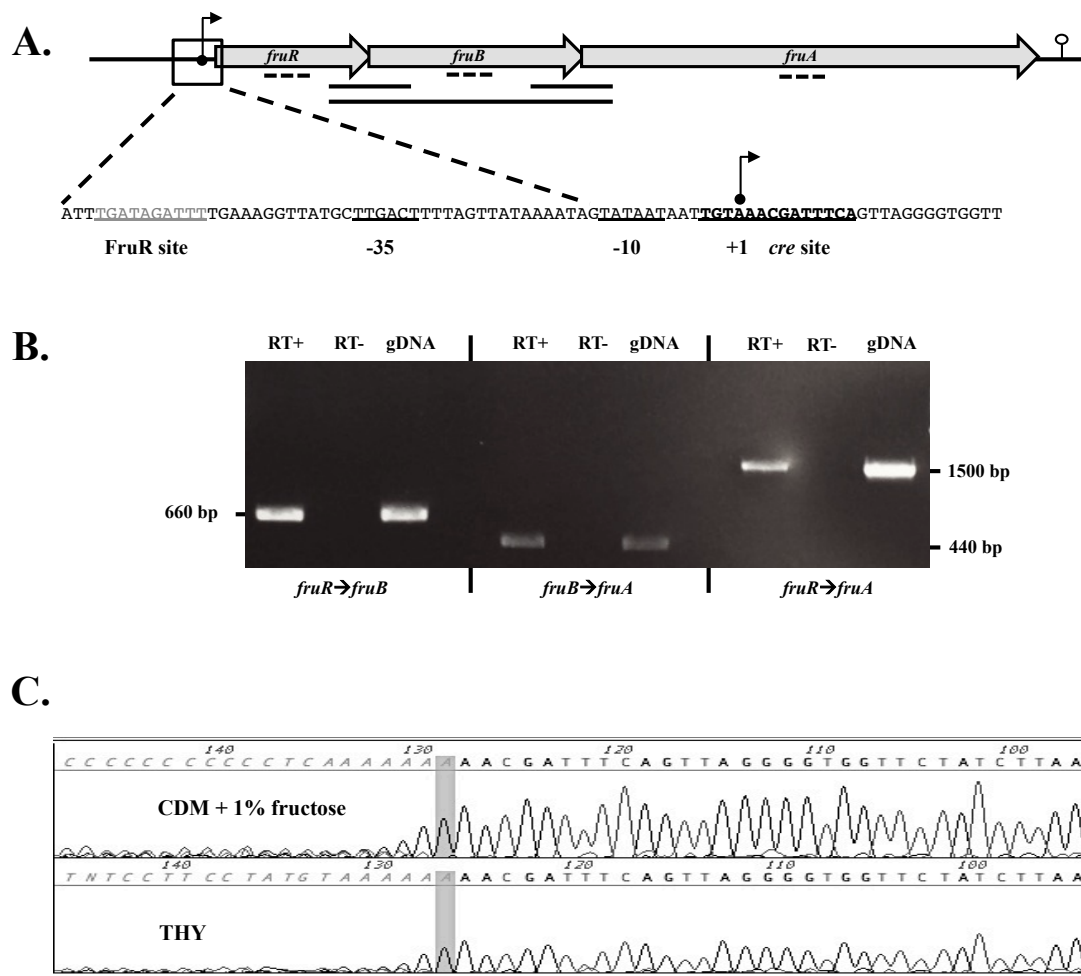 A.
fruR fruB fruA
ATTTGATAGATTTTGAAAGGTTATGCTTGACTTTTAGTTATAAAATAGTATAATAATTGTAAACGATTTCAGTTAGGGGTGGTT
FruR site -35 -10 +1 cre site
B.
RT+ RT- gDNA RT+ RT- gDNA RT+ RT- gDNA
1500 bp
660 bp
440 bp
fruR→fruB fruB→fruA fruR→fruA
C.
140 130 120 110 100
C C C C C C C C C C C T C A A A A A A A A A C G A T T T C A G T T A G G G G T G G T T C T A T C T T A A
CDM + 1% fructose
140 130 120 110 100
T N T C C T T C C T A T G T A A A A A A A A C G A T T T C A G T T A G G G G T G G T T C T A T C T T A A
THY